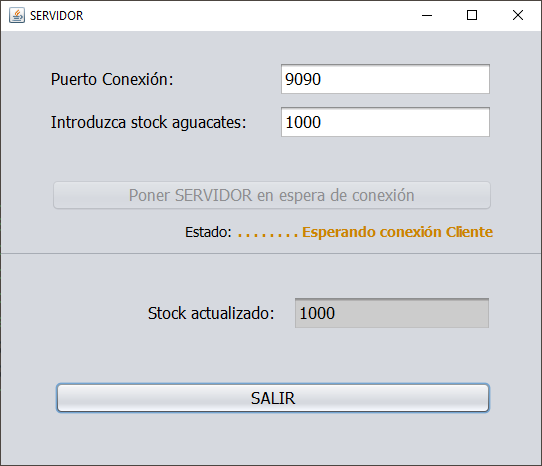 SERVIDOR
Puerto Conexión: 9090
Introduzca stock aguacates: 1000
Poner SERVIDOR en espera de conexión
Estado: ........ Esperando conexión Cliente
Stock actualizado: 1000
SALIR